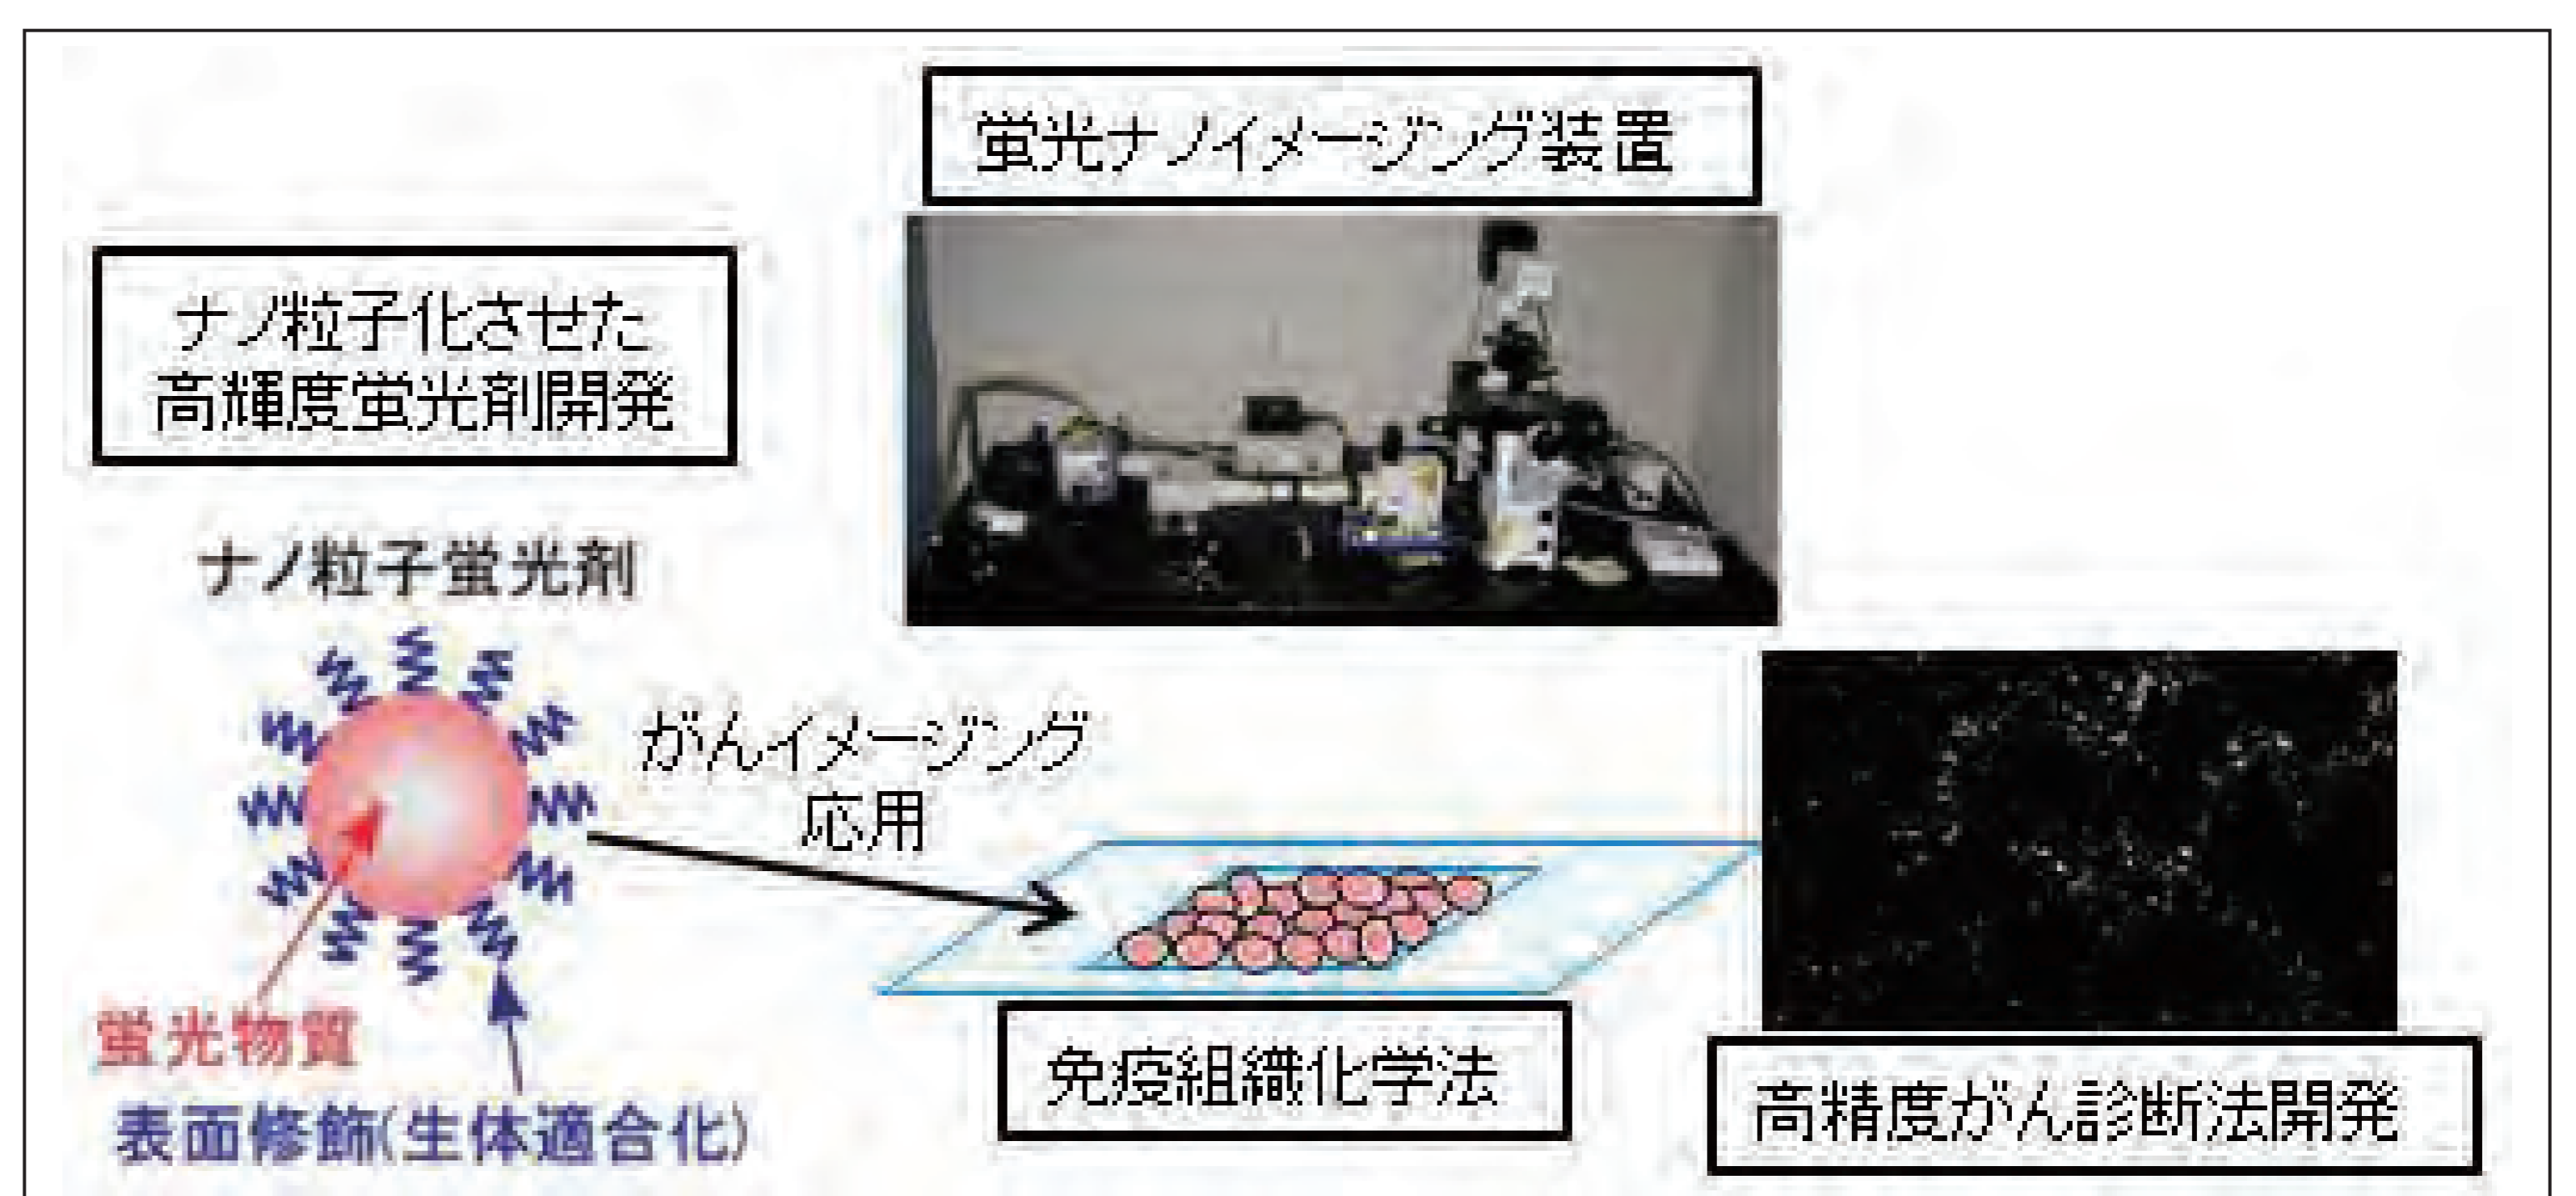 蛍光ナノイメージング装置
ナノ粒子化させた
高輝度蛍光剤開発
ナノ粒子蛍光剤
がんイメージング
応用
蛍光物質
表面修飾(生体適合化)
免疫組織化学法
高精度がん診断法開発